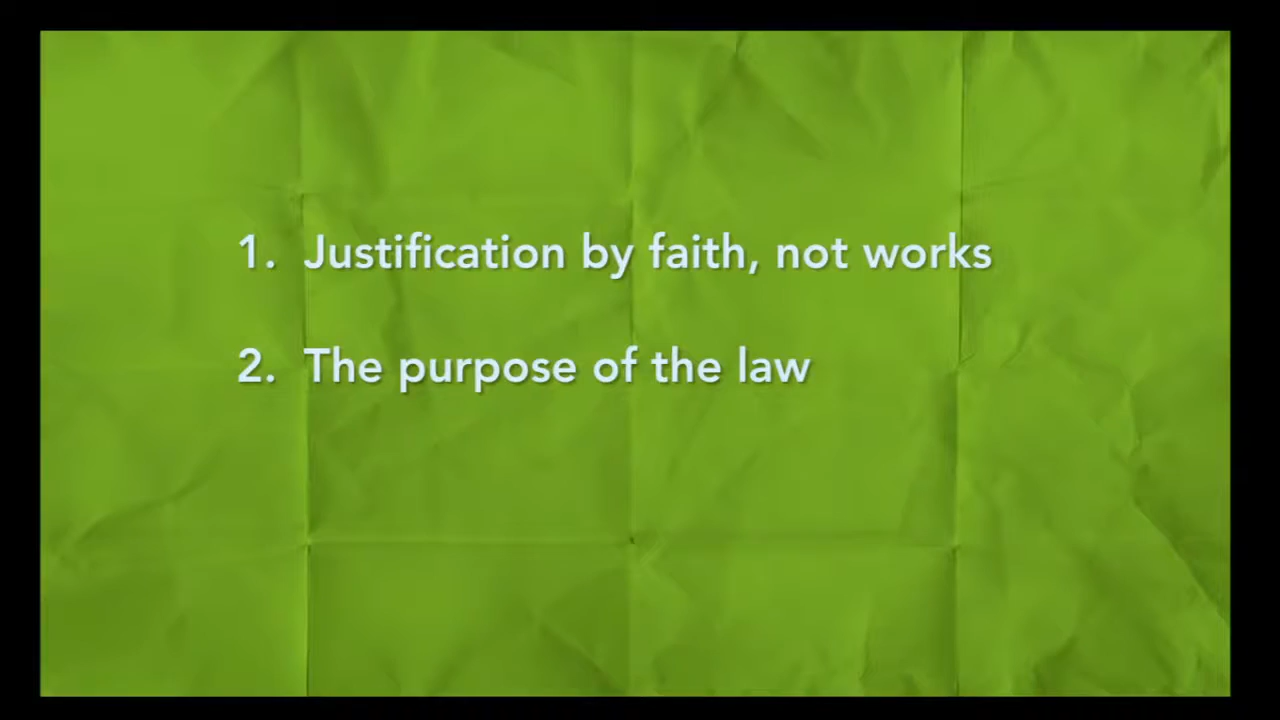 1. Justification by faith, not works
2. The purpose of the law